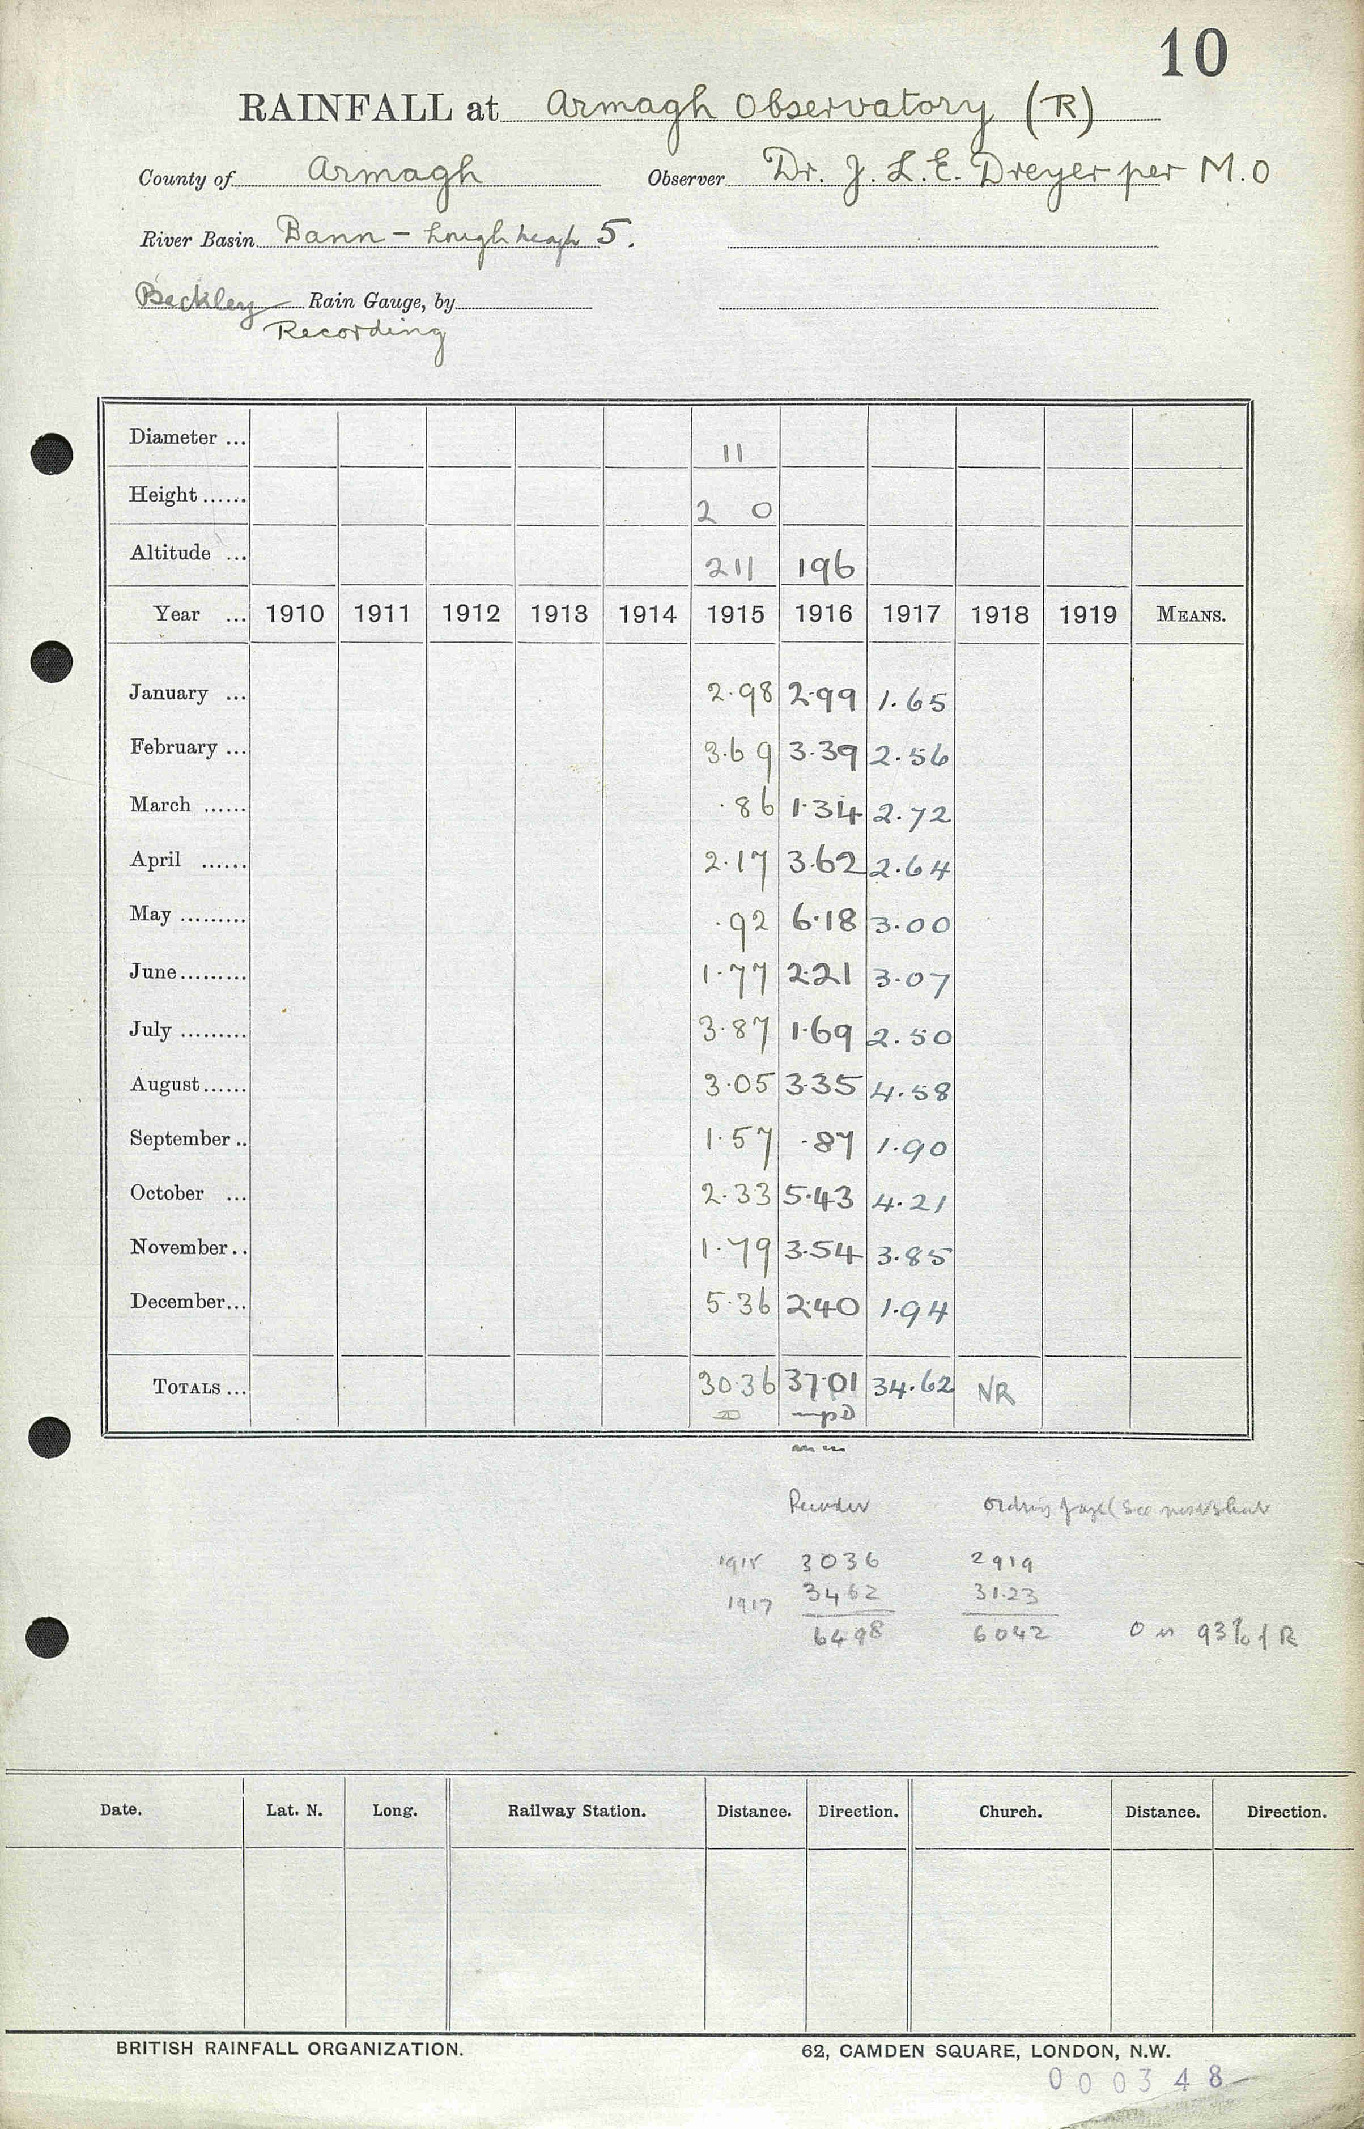 10
RAINFALL at Armagh Observatory (R)
County of Armagh Observer Dr. J. L. E. Dreyer per M.O
River Basin Bann - Lough Neagh 5.
Beckley Rain Gauge, by
Recording
Diameter ... 11
Height ...... 2 0
Altitude ... 211 196
Year ... 1910 1911 1912 1913 1914 1915 1916 1917 1918 1919 MEANS.
January ... 2.98 2.99 1.65
February ... 3.69 3.39 2.56
March ...... .86 1.34 2.72
April ...... 2.17 3.62 2.64
May ......... .92 6.18 3.00
June......... 1.77 2.21 3.07
July ......... 3.87 1.69 2.50
August...... 3.05 3.35 4.58
September .. 1.57 .87 1.90
October ... 2.33 5.43 4.21
November .. 1.79 3.54 3.85
December... 5.36 2.40 1.94
TOTALS ... 30.36 37.01 34.62 NR
Recorder (See next sheet
1915 3036 2919
1917 3462 31.23
6498 6042 93% of R
Date. Lat. N. Long. Railway Station. Distance. Direction. Church. Distance. Direction.
BRITISH RAINFALL ORGANIZATION. 62, CAMDEN SQUARE, LONDON, N.W.
000348